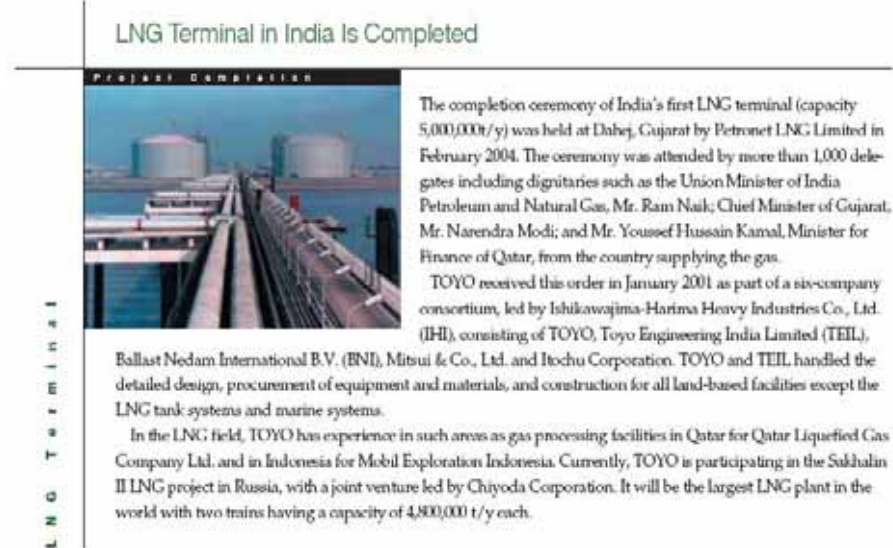 LNG Terminal in India Is Completed
Project Completion
The completion ceremony of India's first LNG terminal (capacity
5,000,000t/y) was held at Dahej, Gujarat by Petronet LNG Limited in
February 2004. The ceremony was attended by more than 1,000 dele-
gates including dignitaries such as the Union Minister of India
Petroleum and Natural Gas, Mr. Ram Naik; Chief Minister of Gujarat,
Mr. Narendra Modi; and Mr. Youssef Hussain Kamal, Minister for
Finance of Qatar, from the country supplying the gas.
TOYO received this order in January 2001 as part of a six-company
consortium, led by Ishikawajima-Harima Heavy Industries Co., Ltd.
(IHI), consisting of TOYO, Toyo Engineering India Limited (TEIL),
Ballast Nedam International B.V. (BNI), Mitsui & Co., Ltd. and Itochu Corporation. TOYO and TEIL handled the
detailed design, procurement of equipment and materials, and construction for all land-based facilities except the
LNG tank systems and marine systems.
In the LNG field, TOYO has experience in such areas as gas processing facilities in Qatar for Qatar Liquefied Gas
Company Ltd. and in Indonesia for Mobil Exploration Indonesia. Currently, TOYO is participating in the Sakhalin
II LNG project in Russia, with a joint venture led by Chiyoda Corporation. It will be the largest LNG plant in the
world with two trains having a capacity of 4,800,000 t/y each.
LNG Terminal